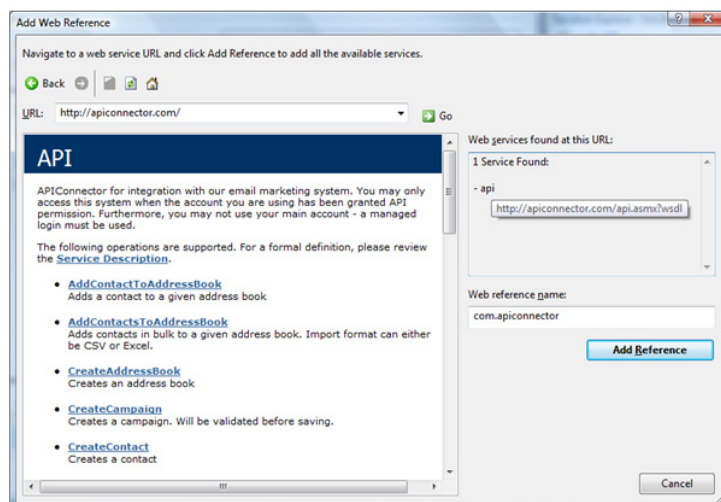 Add Web Reference
Navigate to a web service URL and click Add Reference to add all the available services.
Back
URL: http://apiconnector.com/ Go
API
APIConnector for integration with our email marketing system. You may only
access this system when the account you are using has been granted API
permission. Furthermore, you may not use your main account - a managed
login must be used.
The following operations are supported. For a formal definition, please review
the Service Description.
• AddContactToAddressBook
Adds a contact to a given address book
• AddContactsToAddressBook
Adds contacts in bulk to a given address book. Import format can either
be CSV or Excel.
• CreateAddressBook
Creates an address book
• CreateCampaign
Creates a campaign. Will be validated before saving.
• CreateContact
Creates a contact
Web services found at this URL:
1 Service Found:
- api
http://apiconnector.com/api.asmx?wsdl
Web reference name:
com.apiconnector
Add Reference
Cancel